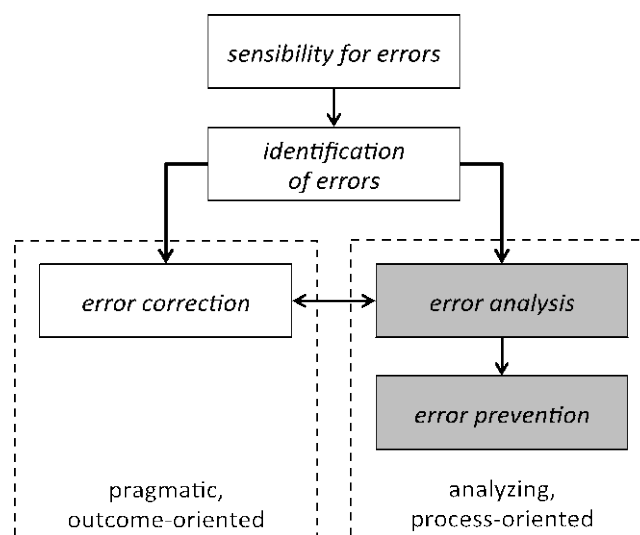 sensibility for errors
identification
of errors
error correction
error analysis
error prevention
pragmatic,
outcome-oriented
analyzing,
process-oriented